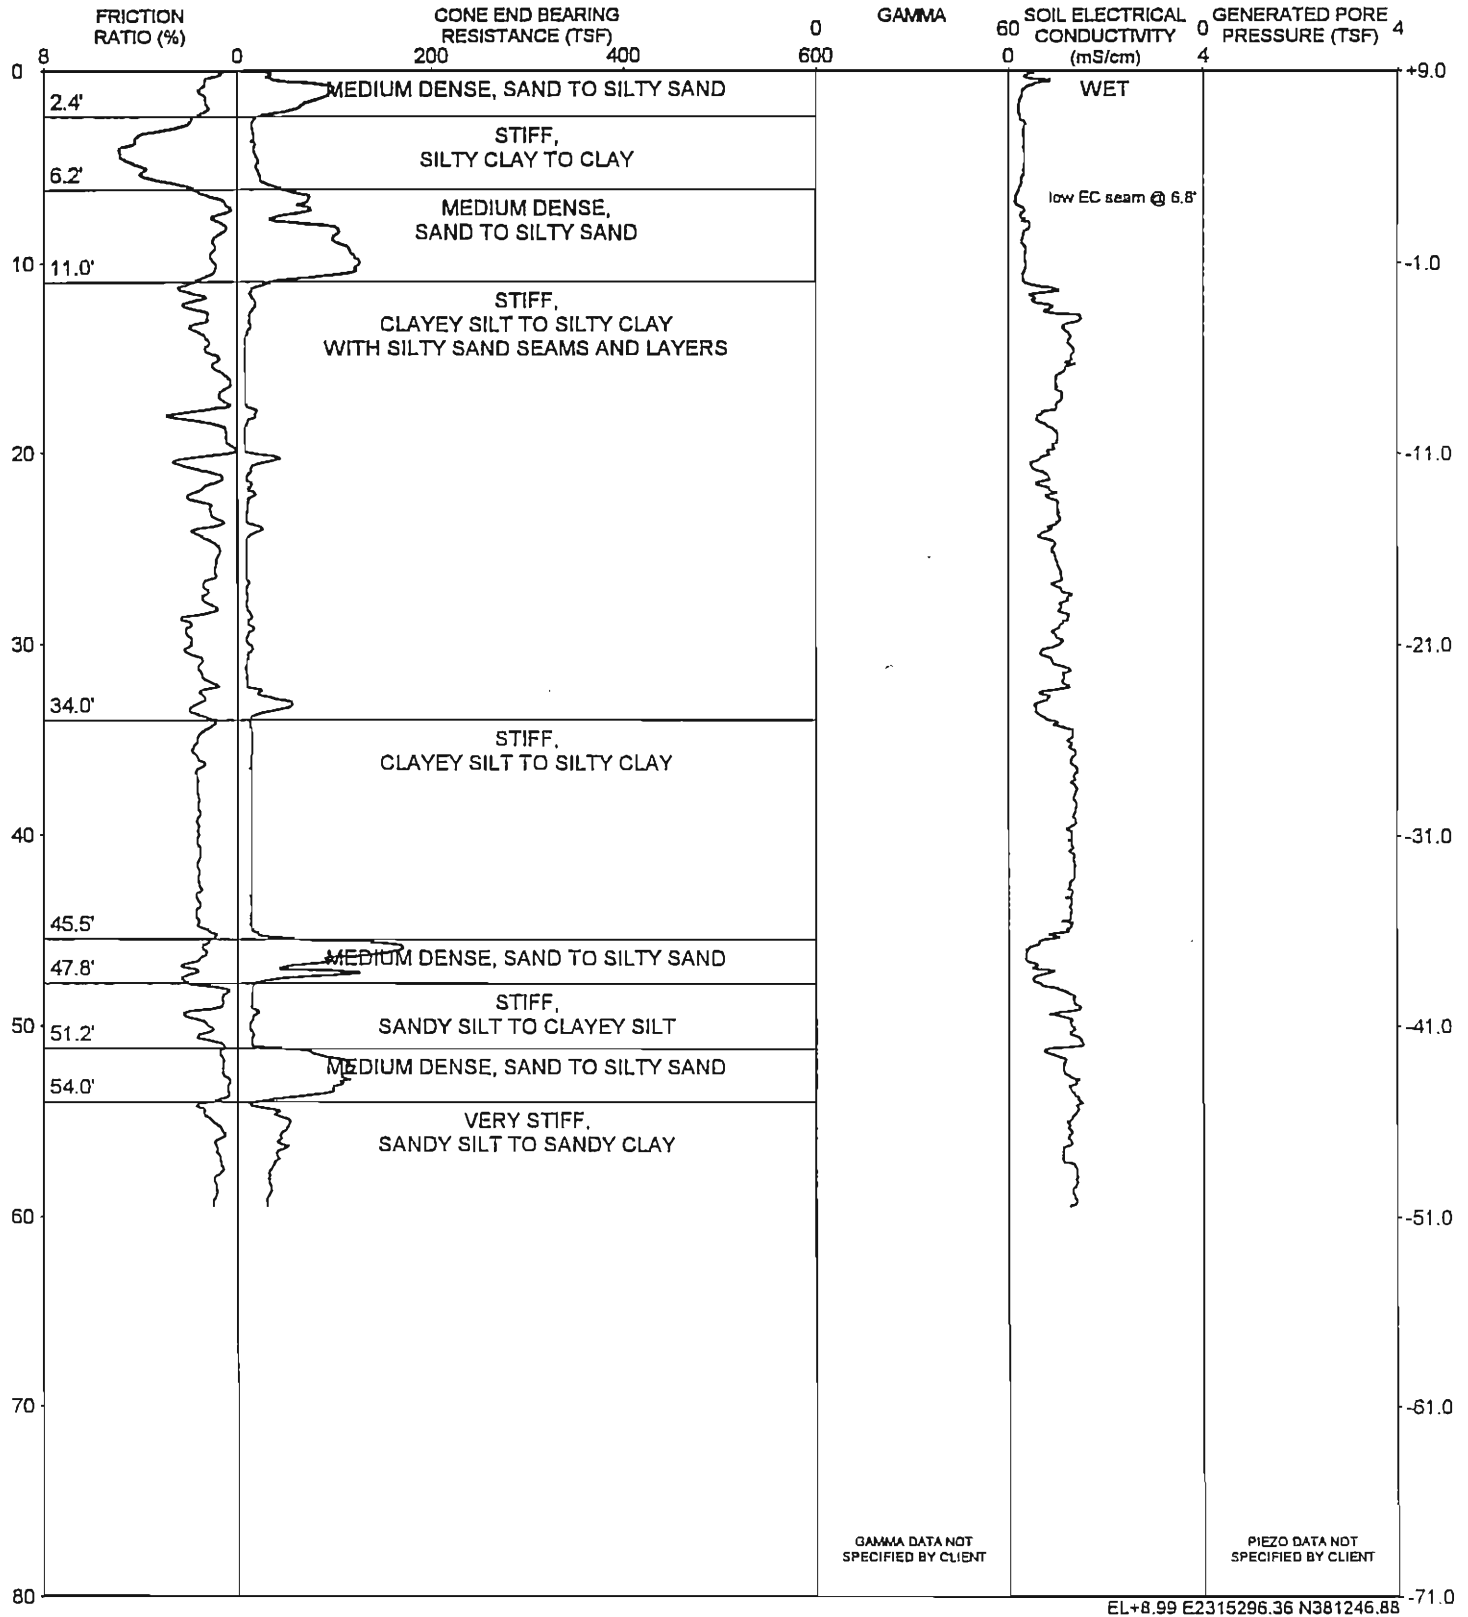 FRICTION
RATIO (%)
CONE END BEARING
RESISTANCE (TSF)
GAMMA
SOIL ELECTRICAL
CONDUCTIVITY
(mS/cm)
GENERATED PORE
PRESSURE (TSF)
0 60 0 4
8 0 200 400 600 0 4
0
10
20
30
40
50
60
70
80
2.4'
6.2'
11.0'
34.0'
45.5'
47.8'
51.2'
54.0'
MEDIUM DENSE, SAND TO SILTY SAND
STIFF,
SILTY CLAY TO CLAY
MEDIUM DENSE,
SAND TO SILTY SAND
STIFF,
CLAYEY SILT TO SILTY CLAY
WITH SILTY SAND SEAMS AND LAYERS
STIFF,
CLAYEY SILT TO SILTY CLAY
MEDIUM DENSE, SAND TO SILTY SAND
STIFF,
SANDY SILT TO CLAYEY SILT
MEDIUM DENSE, SAND TO SILTY SAND
VERY STIFF,
SANDY SILT TO SANDY CLAY
WET
low EC seam @ 6.8'
GAMMA DATA NOT
SPECIFIED BY CLIENT
PIEZO DATA NOT
SPECIFIED BY CLIENT
+9.0
-1.0
-11.0
-21.0
-31.0
-41.0
-51.0
-61.0
-71.0
EL+8.99 E2315296.36 N381246.88